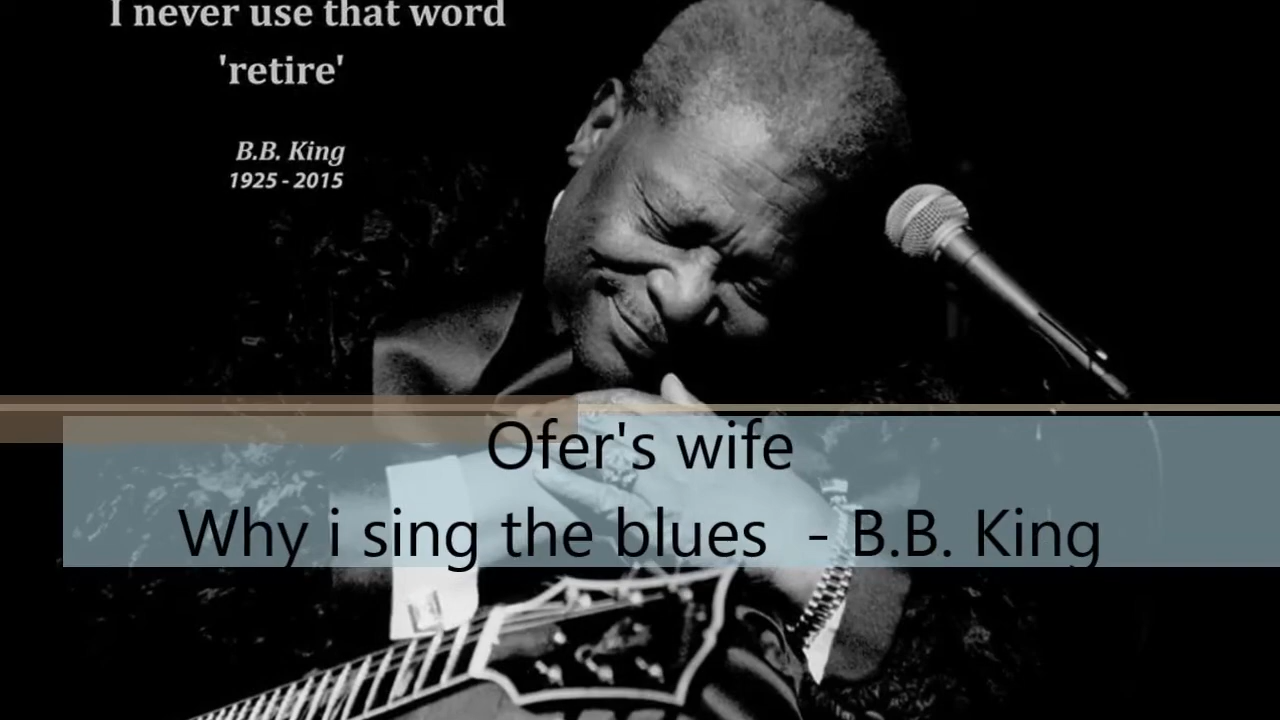 I never use that word
'retire'
B.B. King
1925 - 2015
Ofer's wife
Why i sing the blues - B.B. King